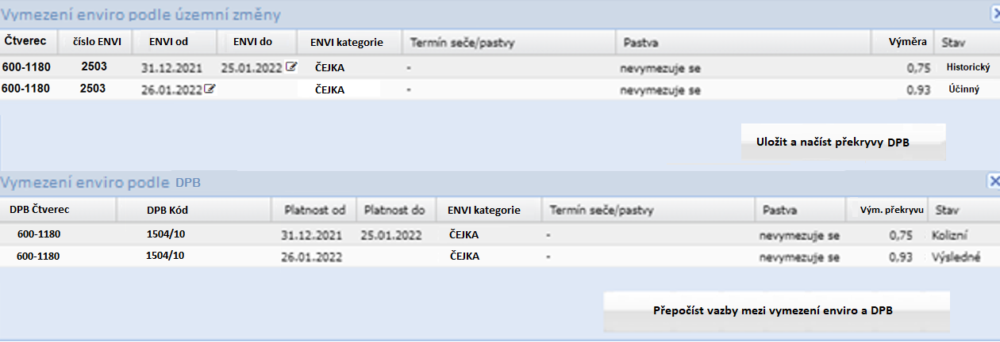 Vymezení enviro podle územní změny
Čtverec číslo ENVI ENVI od ENVI do ENVI kategorie Termín seče/pastvy Pastva Výměra Stav
600-1180 2503 31.12.2021 25.01.2022 ČEJKA - nevymezuje se 0,75 Historický
600-1180 2503 26.01.2022 ČEJKA - nevymezuje se 0,93 Účinný
Uložit a načíst překryvy DPB
Vymezení enviro podle DPB
DPB Čtverec DPB Kód Platnost od Platnost do ENVI kategorie Termín seče/pastvy Pastva Vým. překryvu Stav
600-1180 1504/10 31.12.2021 25.01.2022 ČEJKA - nevymezuje se 0,75 Kolizní
600-1180 1504/10 26.01.2022 ČEJKA - nevymezuje se 0,93 Výsledné
Přepočíst vazby mezi vymezení enviro a DPB